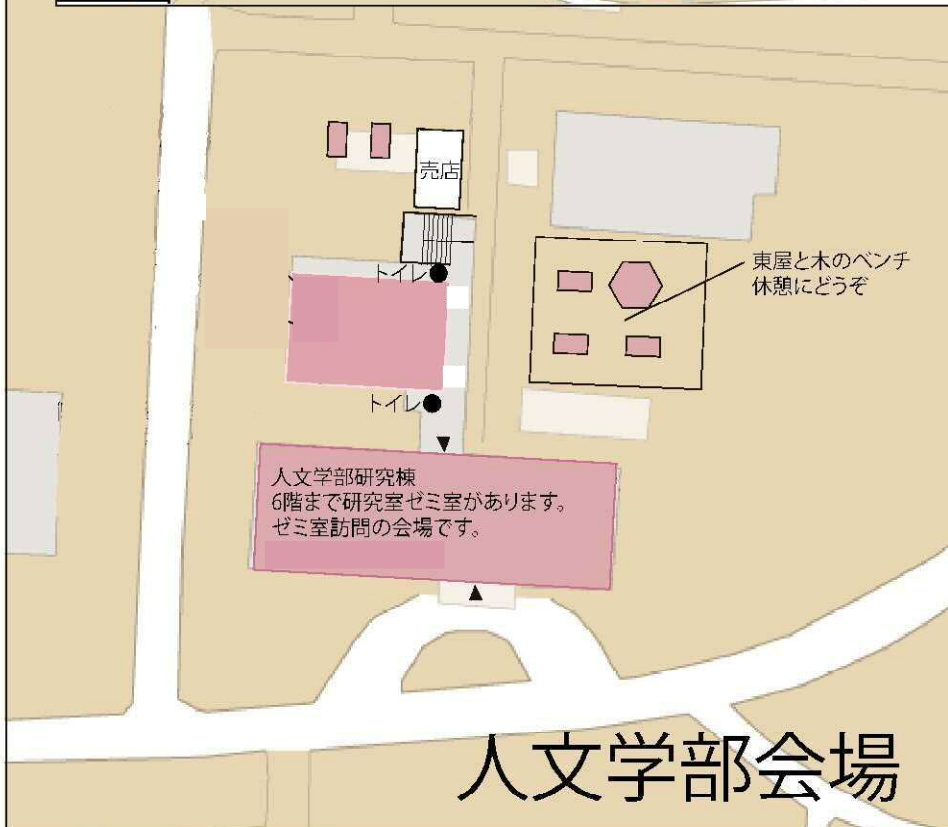 売店
東屋と木のベンチ
休憩にどうぞ
トイレ
トイレ
人文学部研究棟
6階まで研究室ゼミ室があります。
ゼミ室訪問の会場です。
人文学部会場